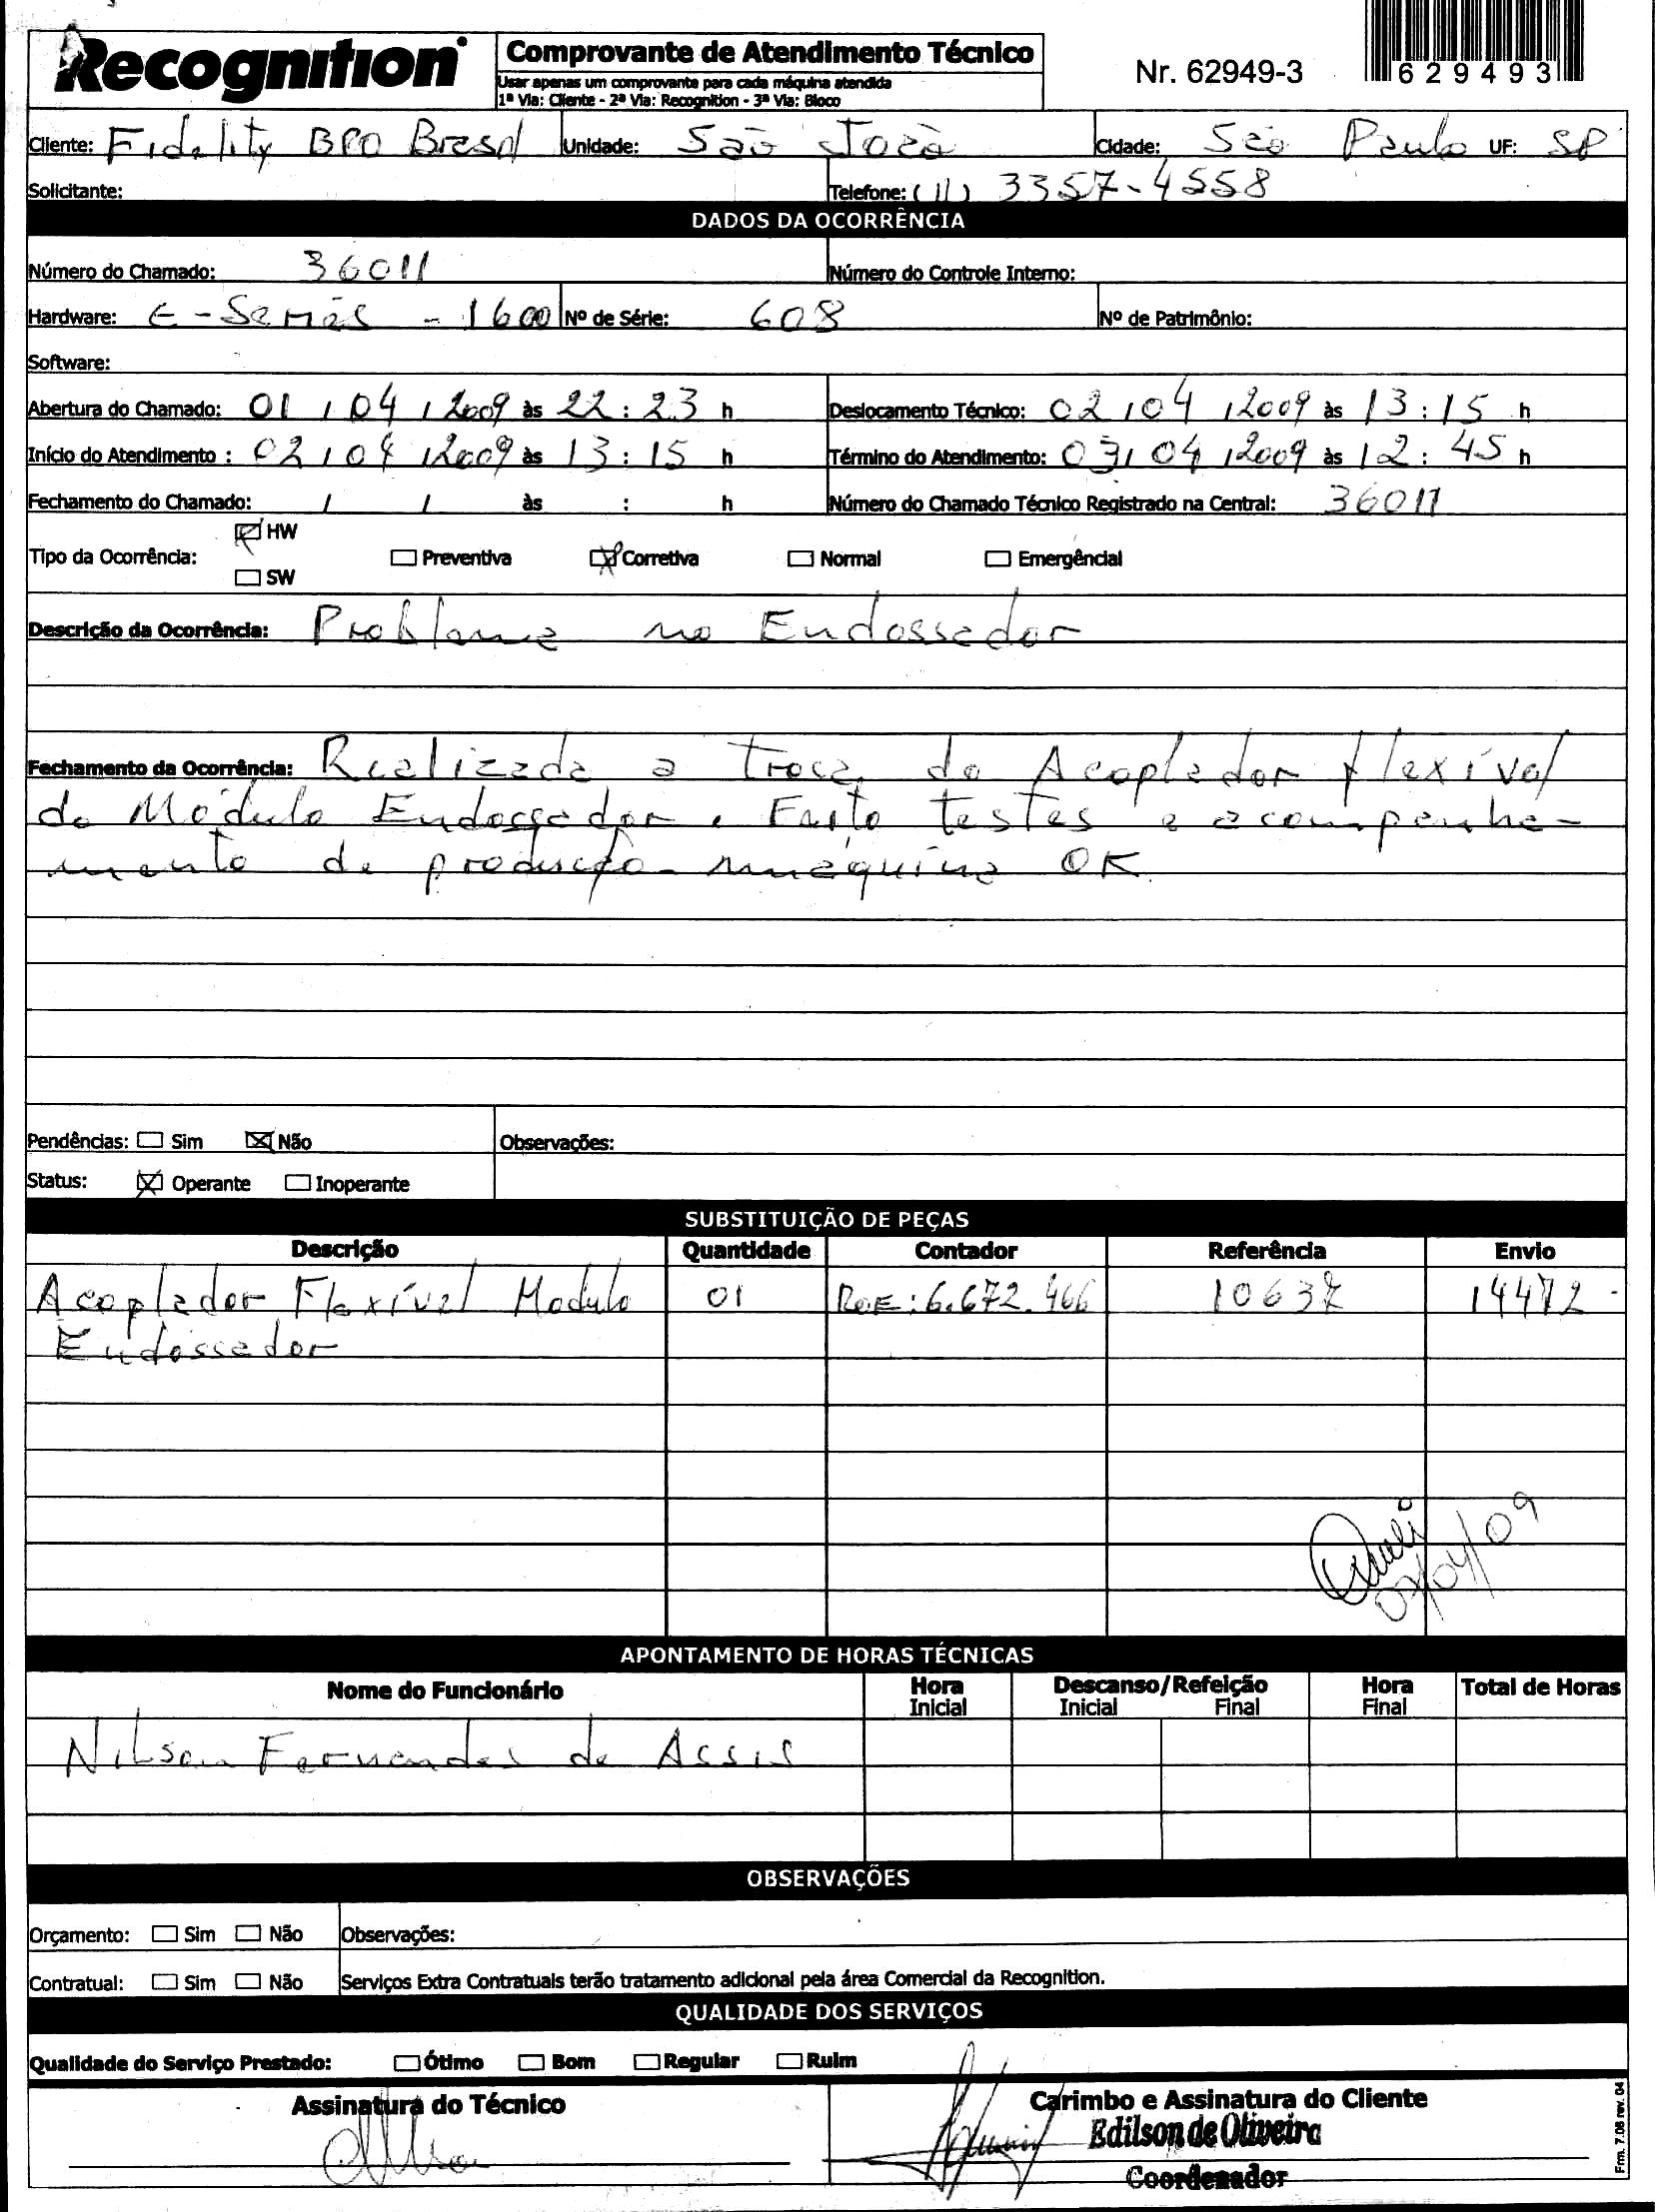 Recognition
Comprovante de Atendimento Técnico
Usar apenas um comprovante para cada máquina atendida
1ª Via: Cliente - 2ª Via: Recognition - 3ª Via: Bloco
Nr. 62949-3
629493
Cliente: Fidelity BPO Brasil Unidade: São João Cidade: São Paulo UF: SP
Solicitante: Telefone: (11) 3357-4558
DADOS DA OCORRÊNCIA
Número do Chamado: 36011 Número do Controle Interno:
Hardware: E-Series - 1600 Nº de Série: 608 Nº de Patrimônio:
Software:
Abertura do Chamado: 01/04/2009 às 22:23 h Deslocamento Técnico: 02/04/2009 às 13:15 h
Início do Atendimento: 02/04/2009 às 13:15 h Término do Atendimento: 03/04/2009 às 12:45 h
Fechamento do Chamado: / / às : h Número do Chamado Técnico Registrado na Central: 36011
HW
Tipo da Ocorrência: Preventiva Corretiva Normal Emergêncial
SW
Descrição da Ocorrência: Problema no Endossador
Fechamento da Ocorrência: Realizada a troca do Acoplador flexível
do Módulo Endossador. Feito testes e acompanha-
mento de produção máquina OK
Pendências: Sim Não Observações:
Status: Operante Inoperante
SUBSTITUIÇÃO DE PEÇAS
Descrição Quantidade Contador Referência Envio
Acoplador Flexível Modulo 01 6.672.466 14472
Endossador
/04/09
APONTAMENTO DE HORAS TÉCNICAS
Nome do Funcionário Hora Inicial Descanso/Refeição Inicial Final Hora Final Total de Horas
Nilson Fernandes de Assis
OBSERVAÇÕES
Orçamento: Sim Não Observações:
Contratual: Sim Não Serviços Extra Contratuais terão tratamento adicional pela área Comercial da Recognition.
QUALIDADE DOS SERVIÇOS
Qualidade do Serviço Prestado: Ótimo Bom Regular Ruim
Assinatura do Técnico Carimbo e Assinatura do Cliente
Edilson de Oliveira
Coordenador
Frm. 7.06 rev. 04